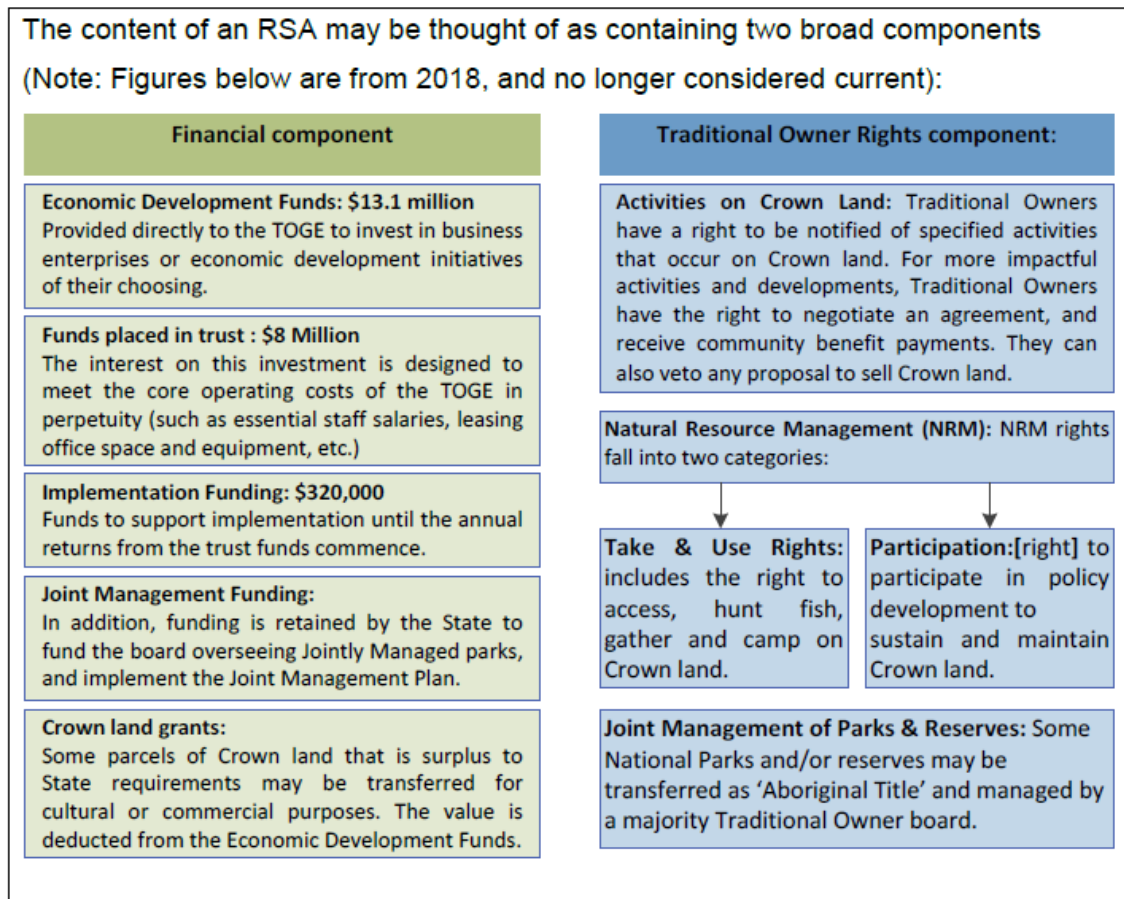 The content of an RSA may be thought of as containing two broad components
(Note: Figures below are from 2018, and no longer considered current):
Financial component
Economic Development Funds: $13.1 million
Provided directly to the TOGE to invest in business
enterprises or economic development initiatives
of their choosing.
Funds placed in trust : $8 Million
The interest on this investment is designed to
meet the core operating costs of the TOGE in
perpetuity (such as essential staff salaries, leasing
office space and equipment, etc.)
Implementation Funding: $320,000
Funds to support implementation until the annual
returns from the trust funds commence.
Joint Management Funding:
In addition, funding is retained by the State to
fund the board overseeing Jointly Managed parks,
and implement the Joint Management Plan.
Crown land grants:
Some parcels of Crown land that is surplus to
State requirements may be transferred for
cultural or commercial purposes. The value is
deducted from the Economic Development Funds.
Traditional Owner Rights component:
Activities on Crown Land: Traditional Owners
have a right to be notified of specified activities
that occur on Crown land. For more impactful
activities and developments, Traditional Owners
have the right to negotiate an agreement, and
receive community benefit payments. They can
also veto any proposal to sell Crown land.
Natural Resource Management (NRM): NRM rights
fall into two categories:
Take & Use Rights:
includes the right to
access, hunt fish,
gather and camp on
Crown land.
Participation:[right] to
participate in policy
development to
sustain and maintain
Crown land.
Joint Management of Parks & Reserves: Some
National Parks and/or reserves may be
transferred as ‘Aboriginal Title’ and managed by
a majority Traditional Owner board.